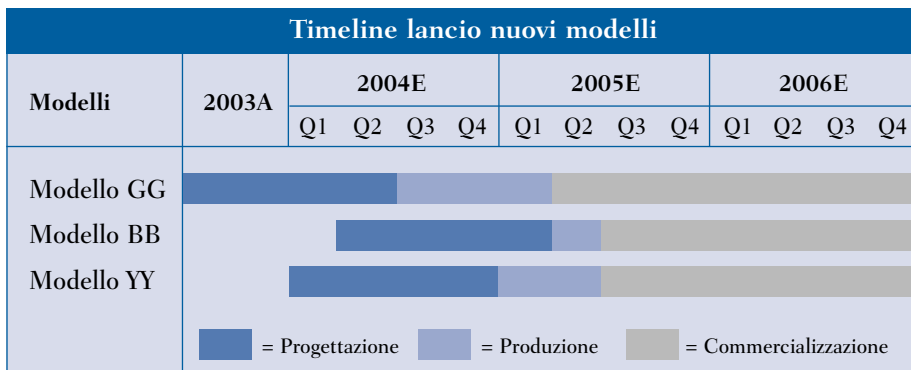 Timeline lancio nuovi modelli
Modelli 2003A 2004E 2005E 2006E
Q1 Q2 Q3 Q4 Q1 Q2 Q3 Q4 Q1 Q2 Q3 Q4
Modello GG
Modello BB
Modello YY
= Progettazione = Produzione = Commercializzazione